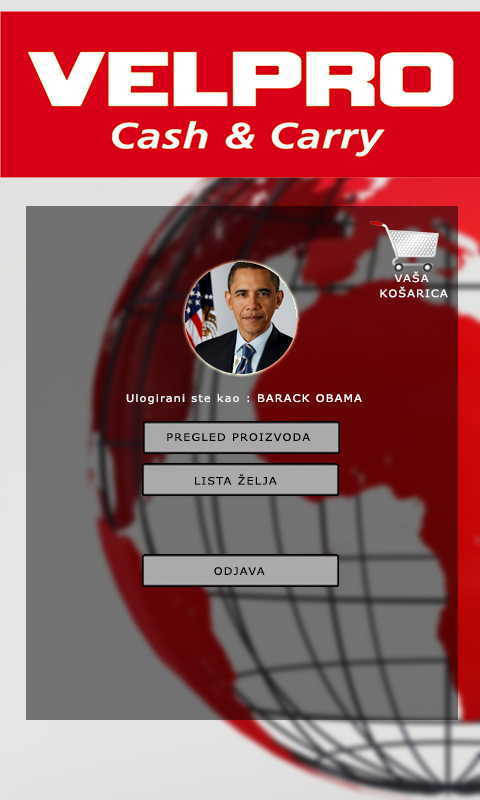 VELPRO
Cash & Carry
VAŠA
KOŠARICA
Ulogirani ste kao : BARACK OBAMA
PREGLED PROIZVODA
LISTA ŽELJA
ODJAVA